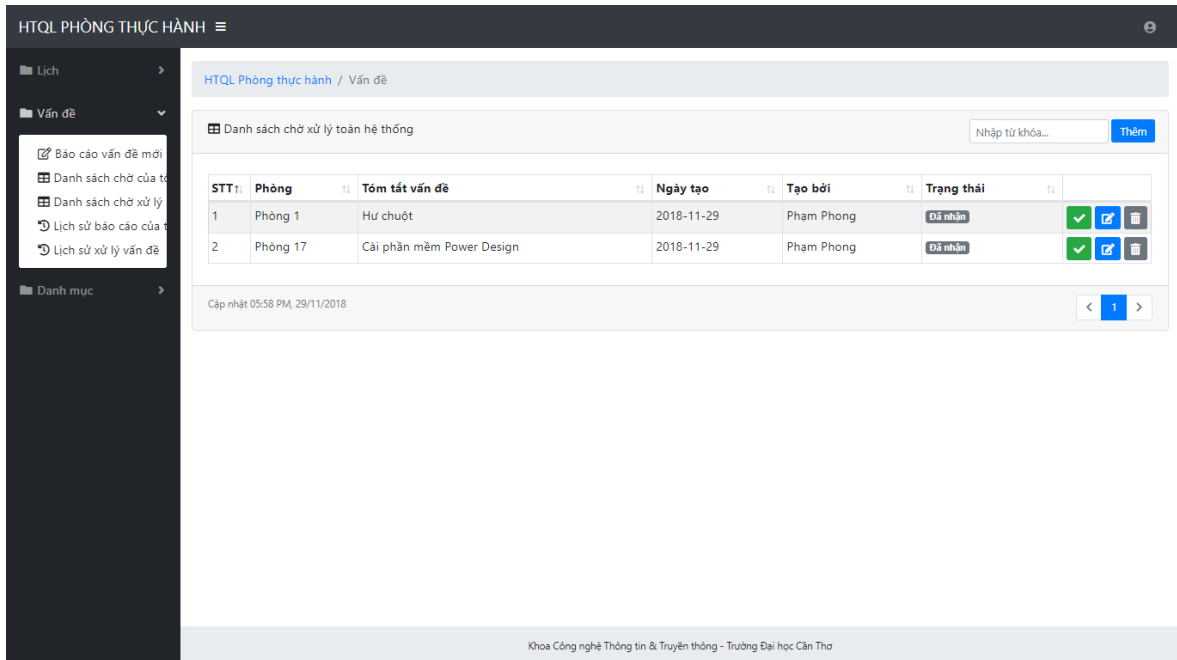 HTQL PHÒNG THỰC HÀNH
Lịch
Vấn đề
Báo cáo vấn đề mới
Danh sách chờ của tớ
Danh sách chờ xử lý
Lịch sử báo cáo của t
Lịch sử xử lý vấn đề
Danh mục
HTQL Phòng thực hành / Vấn đề
Danh sách chờ xử lý toàn hệ thống
Nhập từ khóa... Thêm
STT Phòng Tóm tắt vấn đề Ngày tạo Tạo bởi Trạng thái
1 Phòng 1 Hư chuột 2018-11-29 Phạm Phong Đã nhận
2 Phòng 17 Cài phần mềm Power Design 2018-11-29 Phạm Phong Đã nhận
Cập nhật 05:58 PM, 29/11/2018
1
Khoa Công nghệ Thông tin & Truyền thông - Trường Đại học Cần Thơ